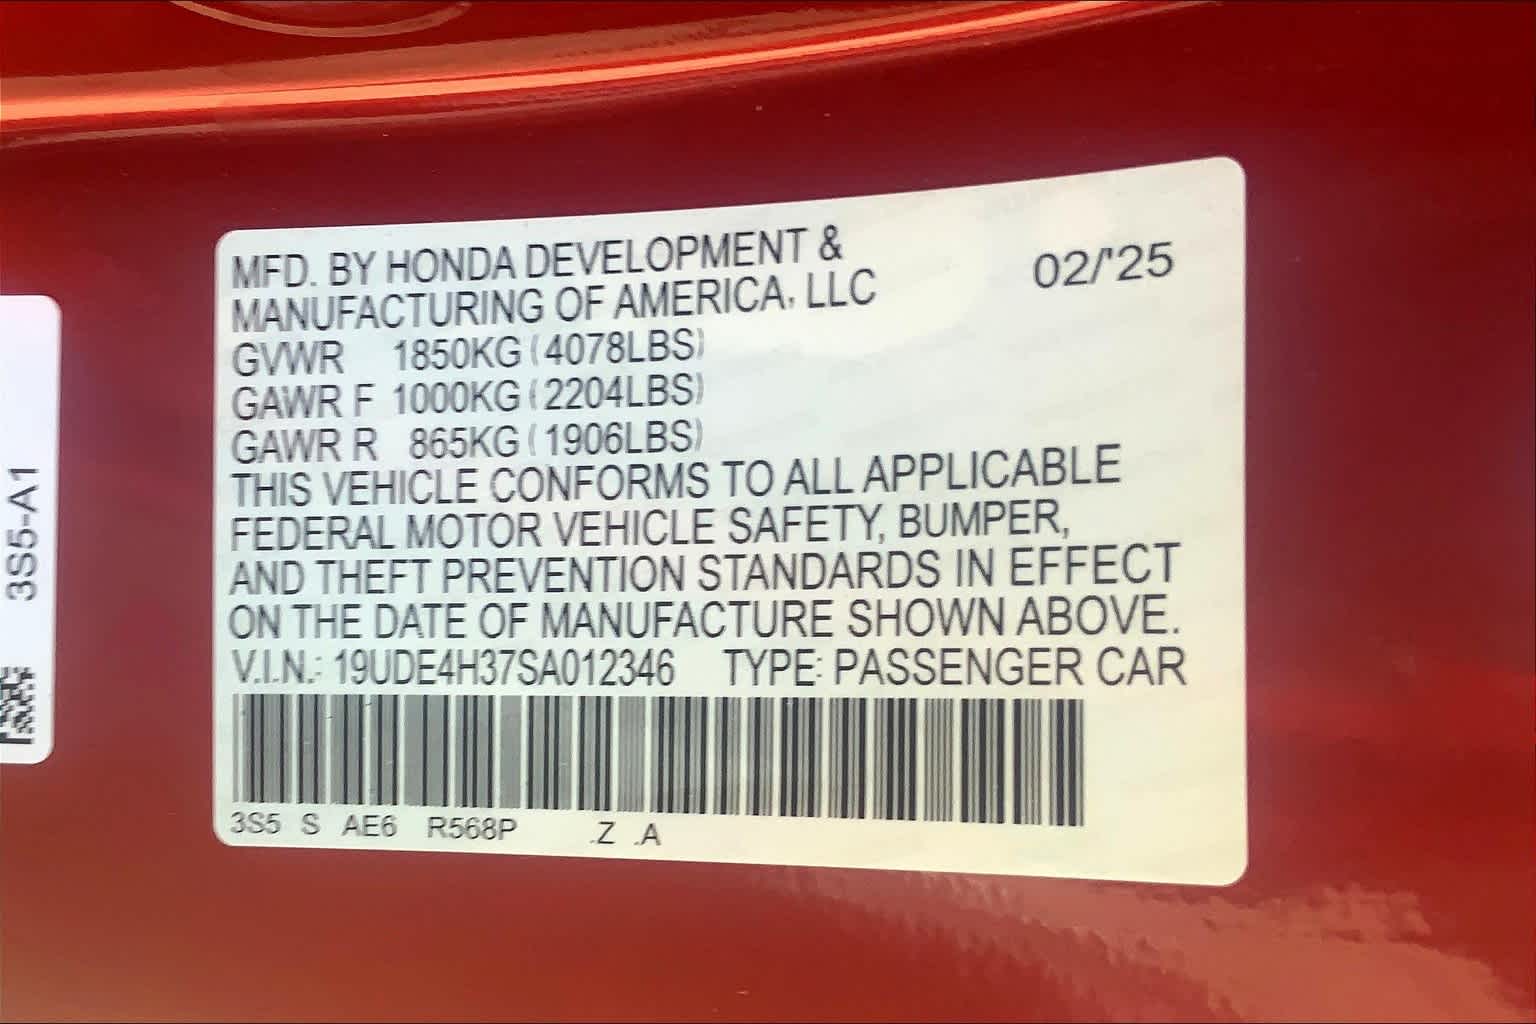 MFD. BY HONDA DEVELOPMENT & 02/'25
MANUFACTURING OF AMERICA, LLC
GVWR 1850KG (4078LBS)
GAWR F 1000KG (2204LBS)
GAWR R 865KG (1906LBS)
THIS VEHICLE CONFORMS TO ALL APPLICABLE
FEDERAL MOTOR VEHICLE SAFETY, BUMPER,
AND THEFT PREVENTION STANDARDS IN EFFECT
ON THE DATE OF MANUFACTURE SHOWN ABOVE.
V.I.N.: 19UDE4H37SA012346 TYPE: PASSENGER CAR
3S5 S AE6 R568P .Z .A
3S5-A1